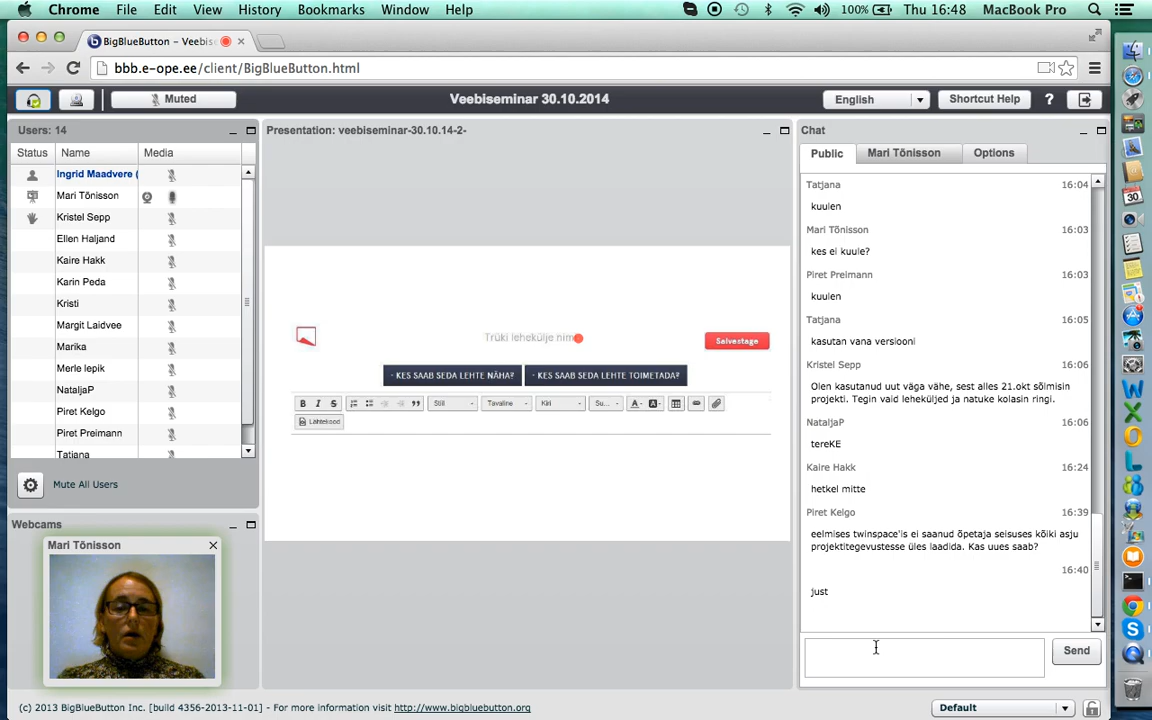 Chrome File Edit View History Bookmarks Window Help 100% Thu 16:48 MacBook Pro
BigBlueButton – Veebise
bbb.e-ope.ee/client/BigBlueButton.html
Muted Veebiseminar 30.10.2014 English Shortcut Help ?
Users: 14
Status Name Media
Ingrid Maadvere (
Mari Tõnisson
Kristel Sepp
Ellen Haljand
Kaire Hakk
Karin Peda
Kristi
Margit Laidvee
Marika
Merle lepik
NataljaP
Piret Kelgo
Piret Preimann
Tatjana
Mute All Users
Webcams
Mari Tõnisson
Presentation: veebiseminar-30.10.14-2-
Trüki lehekülje nim
Salvestage
· KES SAAB SEDA LEHTE NÄHA? · KES SAAB SEDA LEHTE TOIMETADA?
B I S Stiil Tavaline Kiri Su... A A
Lähtekood
Chat
Public Mari Tõnisson Options
Tatjana 16:04
kuulen
Mari Tõnisson 16:03
kes ei kuule?
Piret Preimann 16:03
kuulen
Tatjana 16:05
kasutan vana versiooni
Kristel Sepp 16:06
Olen kasutanud uut väga vähe, sest alles 21.okt sõlmisin
projekti. Tegin vaid leheküljed ja natuke kolasin ringi.
NataljaP 16:06
tereKE
Kaire Hakk 16:24
hetkel mitte
Piret Kelgo 16:39
eelmises twinspace'is ei saanud õpetaja seisuses kõiki asju
projektitegevustesse üles laadida. Kas uues saab?
16:40
just
Send
(c) 2013 BigBlueButton Inc. [build 4356-2013-11-01] - For more information visit http://www.bigbluebutton.org
Default
30